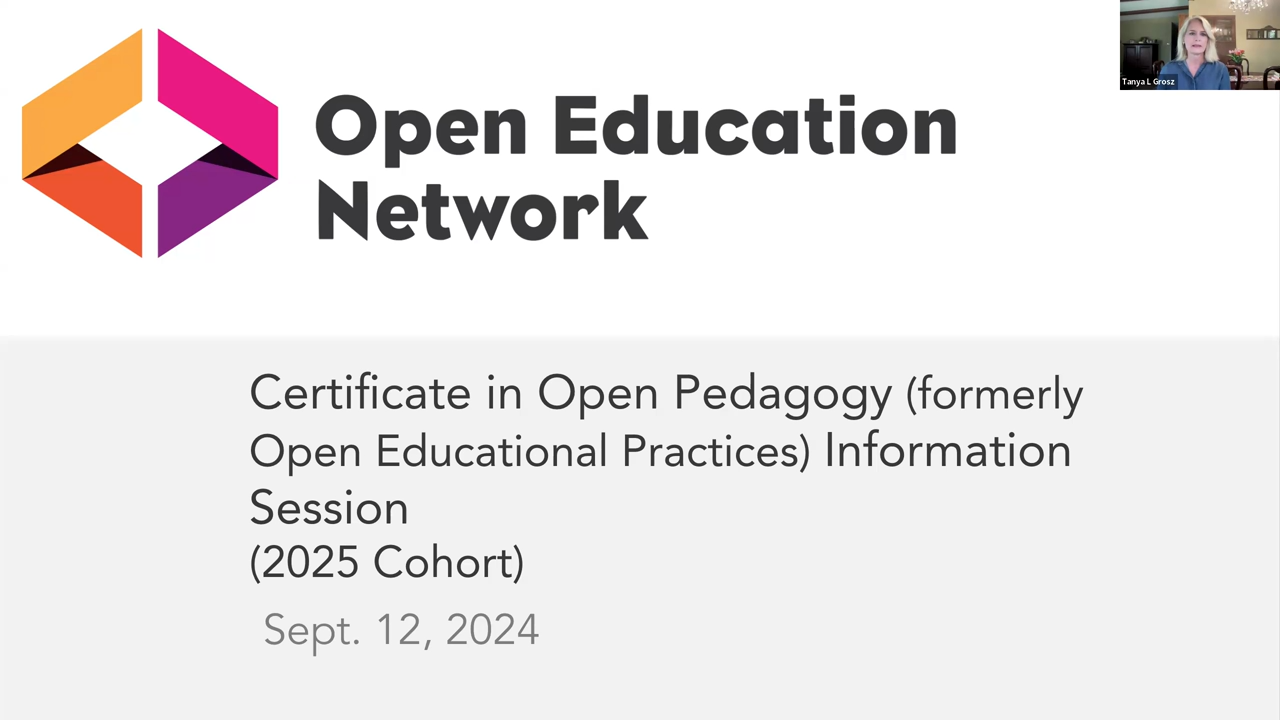 Tanya L Grosz
Open Education
Network
Certificate in Open Pedagogy (formerly
Open Educational Practices) Information
Session
(2025 Cohort)
Sept. 12, 2024